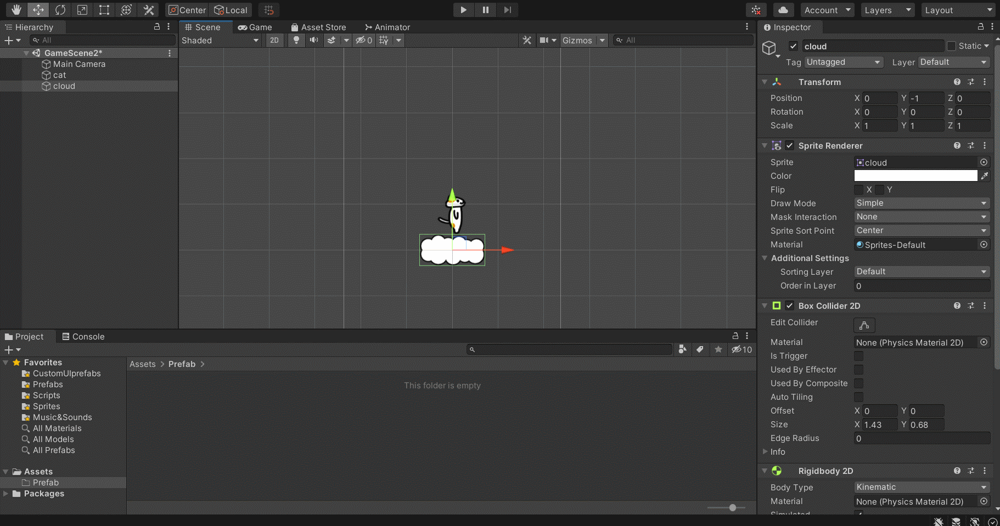 Center Local Account Layers Layout
Hierarchy Scene Game Asset Store Animator Inspector
All Shaded 2D 0 Gizmos All
GameScene2*
Main Camera
cat
cloud
cloud Static
Tag Untagged Layer Default
Transform
Position X 0 Y -1 Z 0
Rotation X 0 Y 0 Z 0
Scale X 1 Y 1 Z 1
Sprite Renderer
Sprite cloud
Color
Flip X Y
Draw Mode Simple
Mask Interaction None
Sprite Sort Point Center
Material Sprites-Default
Additional Settings
Sorting Layer Default
Order in Layer 0
Box Collider 2D
Edit Collider
Material None (Physics Material 2D)
Is Trigger
Used By Effector
Used By Composite
Auto Tiling
Offset X 0 Y 0
Size X 1.43 Y 0.68
Edge Radius 0
Info
Rigidbody 2D
Body Type Kinematic
Material None (Physics Material 2D)
Simulated
Project Console
10
Favorites
CustomUIprefabs
Prefabs
Scripts
Sprites
Music&Sounds
All Materials
All Models
All Prefabs
Assets
Prefab
Packages
Assets > Prefab >
This folder is empty